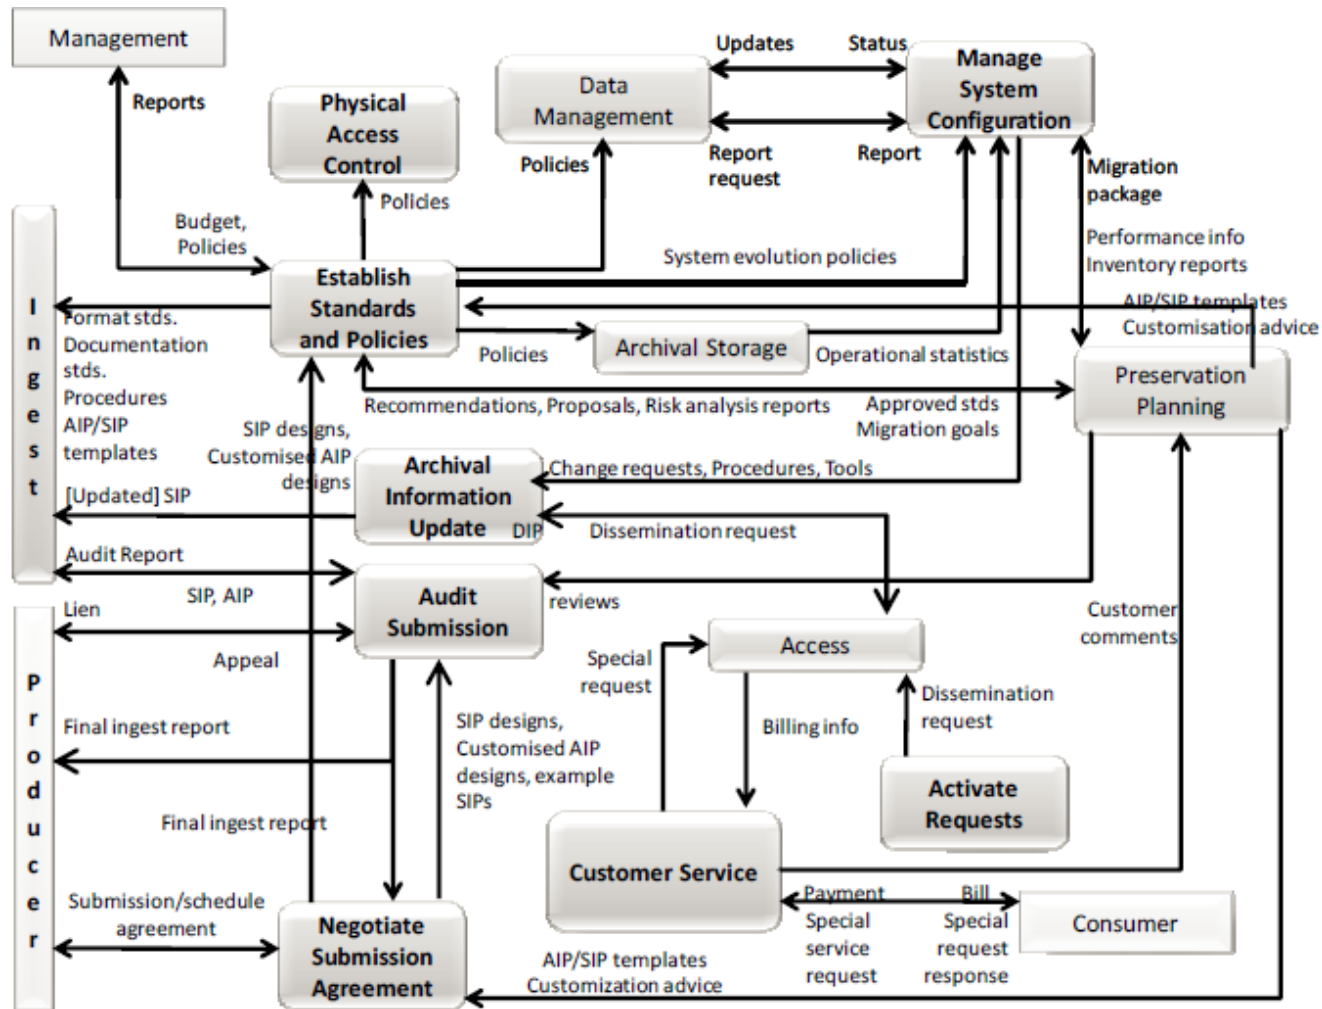 Management
Reports
Physical
Access
Control
Policies
Budget,
Policies
Data
Management
Updates
Status
Report
request
Report
Policies
Manage
System
Configuration
Migration
package
Performance info
Inventory reports
AIP/SIP templates
Customisation advice
System evolution policies
Establish
Standards
and Policies
Policies
Archival Storage
Operational statistics
Preservation
Planning
Recommendations, Proposals, Risk analysis reports
Approved stds
Migration goals
Ingest
Format stds.
Documentation
stds.
Procedures
AIP/SIP
templates
SIP designs,
Customised AIP
designs
[Updated] SIP
Archival
Information
Update
DIP
Change requests, Procedures, Tools
Dissemination request
Audit Report
SIP, AIP
Audit
Submission
reviews
Lien
Appeal
Producer
Final ingest report
Final ingest report
SIP designs,
Customised AIP
designs, example
SIPs
Special
request
Access
Billing info
Dissemination
request
Customer
comments
Activate
Requests
Customer Service
Payment
Special
service
request
Bill
Special
request
response
Consumer
Submission/schedule
agreement
Negotiate
Submission
Agreement
AIP/SIP templates
Customization advice